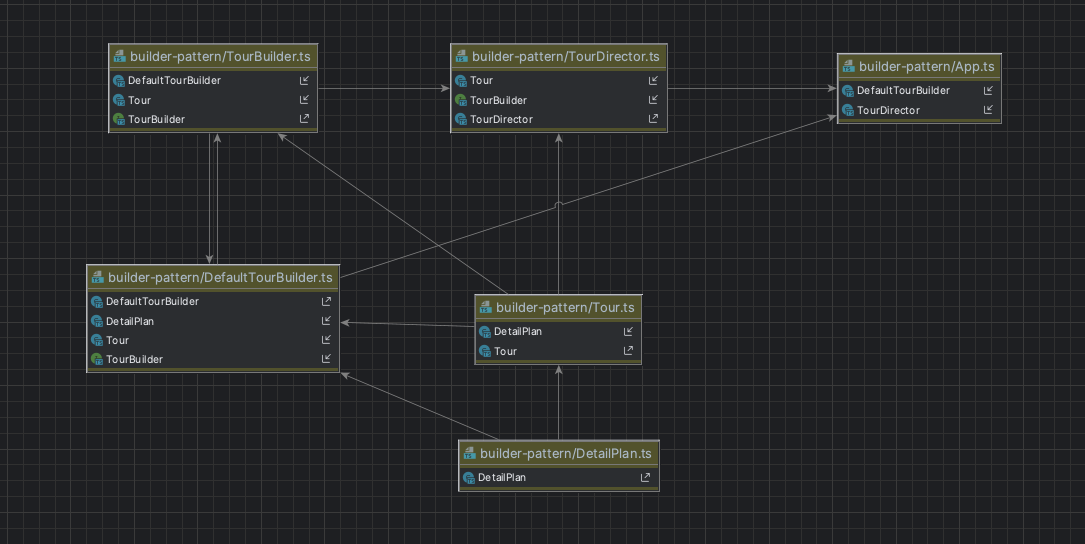 builder-pattern/TourBuilder.ts
DefaultTourBuilder
Tour
TourBuilder
builder-pattern/TourDirector.ts
Tour
TourBuilder
TourDirector
builder-pattern/App.ts
DefaultTourBuilder
TourDirector
builder-pattern/DefaultTourBuilder.ts
DefaultTourBuilder
DetailPlan
Tour
TourBuilder
builder-pattern/Tour.ts
DetailPlan
Tour
builder-pattern/DetailPlan.ts
DetailPlan